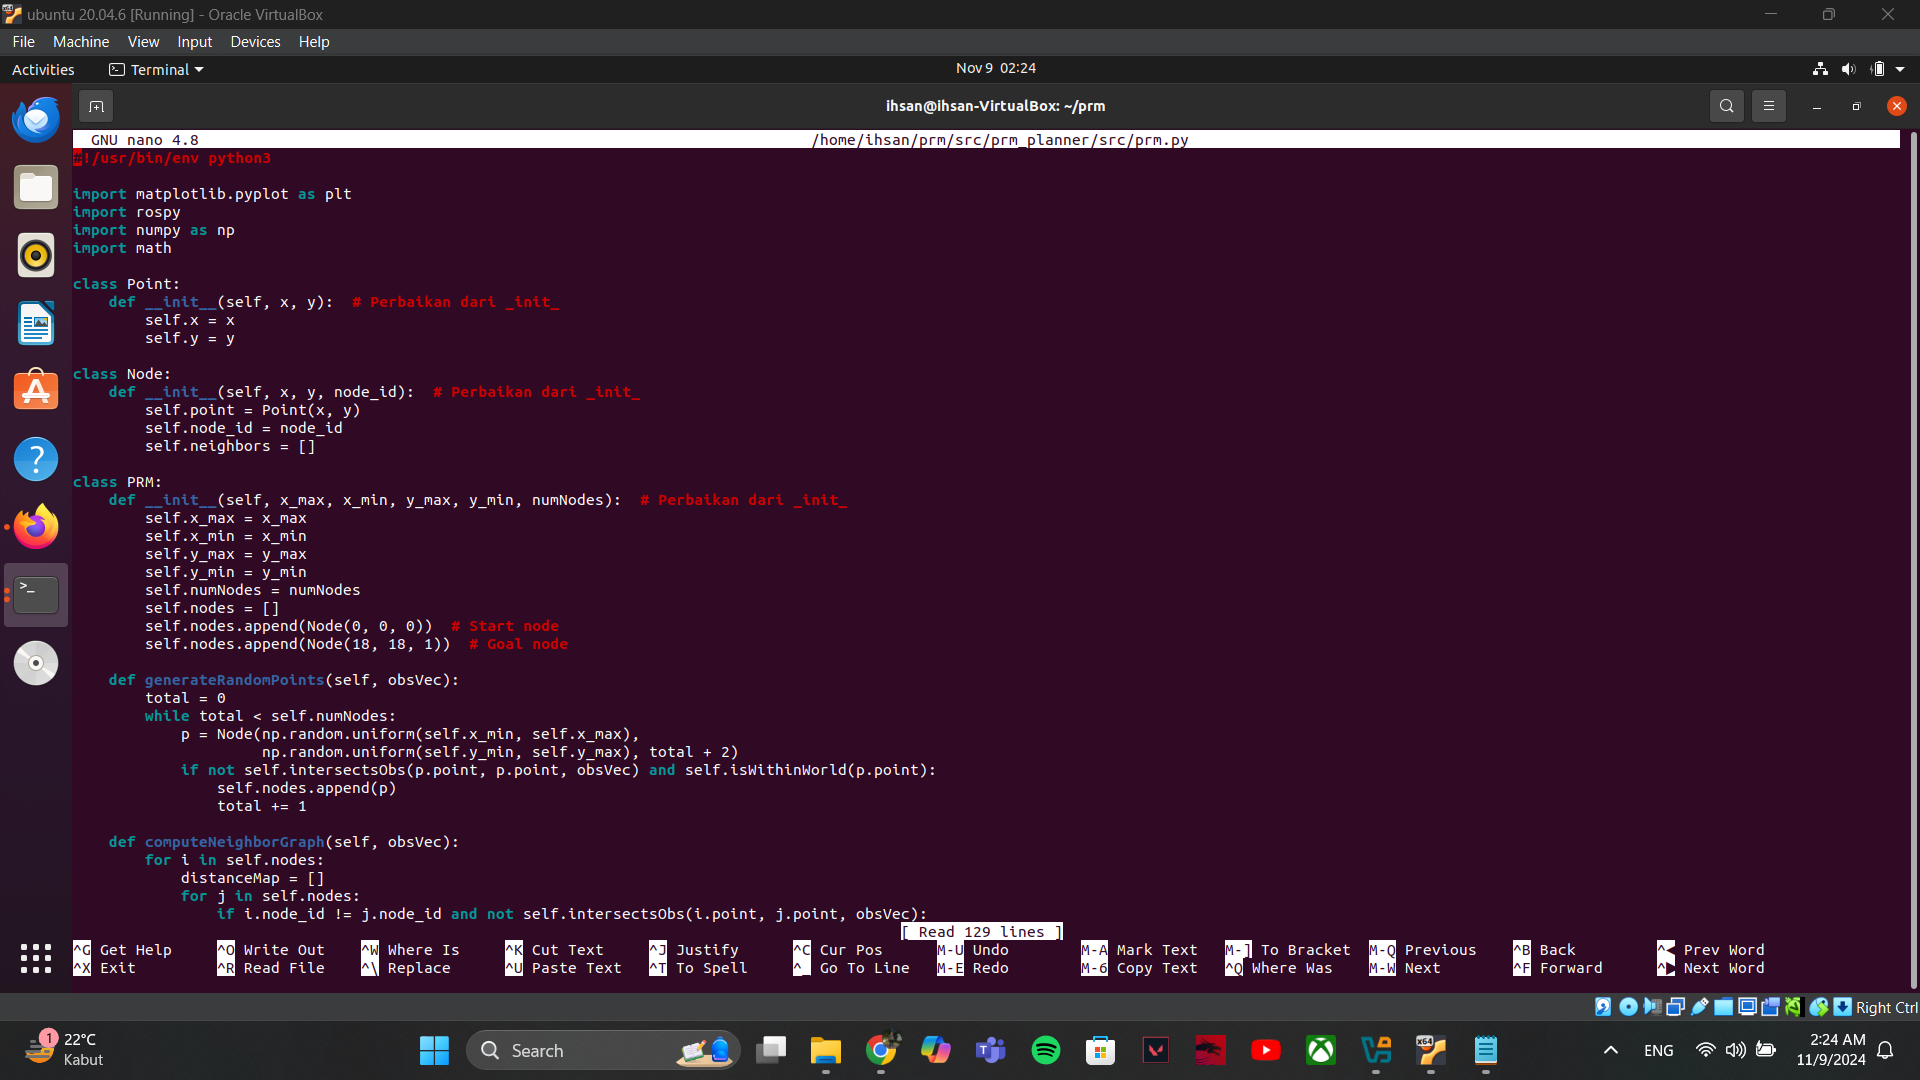 ubuntu 20.04.6 [Running] - Oracle VirtualBox
File Machine View Input Devices Help
Activities Terminal Nov 9 02:24
ihsan@ihsan-VirtualBox: ~/prm
GNU nano 4.8 /home/ihsan/prm/src/prm_planner/src/prm.py
#!/usr/bin/env python3
import matplotlib.pyplot as plt
import rospy
import numpy as np
import math
class Point:
    def __init__(self, x, y):  # Perbaikan dari _init_
        self.x = x
        self.y = y
class Node:
    def __init__(self, x, y, node_id):  # Perbaikan dari _init_
        self.point = Point(x, y)
        self.node_id = node_id
        self.neighbors = []
class PRM:
    def __init__(self, x_max, x_min, y_max, y_min, numNodes):  # Perbaikan dari _init_
        self.x_max = x_max
        self.x_min = x_min
        self.y_max = y_max
        self.y_min = y_min
        self.numNodes = numNodes
        self.nodes = []
        self.nodes.append(Node(0, 0, 0))  # Start node
        self.nodes.append(Node(18, 18, 1))  # Goal node
    def generateRandomPoints(self, obsVec):
        total = 0
        while total < self.numNodes:
            p = Node(np.random.uniform(self.x_min, self.x_max),
                     np.random.uniform(self.y_min, self.y_max), total + 2)
            if not self.intersectsObs(p.point, p.point, obsVec) and self.isWithinWorld(p.point):
                self.nodes.append(p)
                total += 1
    def computeNeighborGraph(self, obsVec):
        for i in self.nodes:
            distanceMap = []
            for j in self.nodes:
                if i.node_id != j.node_id and not self.intersectsObs(i.point, j.point, obsVec):
[ Read 129 lines ]
^G Get Help ^O Write Out ^W Where Is ^K Cut Text ^J Justify ^C Cur Pos M-U Undo M-A Mark Text M-] To Bracket M-Q Previous ^B Back ^◀ Prev Word
^X Exit ^R Read File ^\ Replace ^U Paste Text ^T To Spell ^_ Go To Line M-E Redo M-6 Copy Text ^Q Where Was M-W Next ^F Forward ^▶ Next Word
Right Ctrl
1 22°C
Kabut
Search
ENG
2:24 AM
11/9/2024